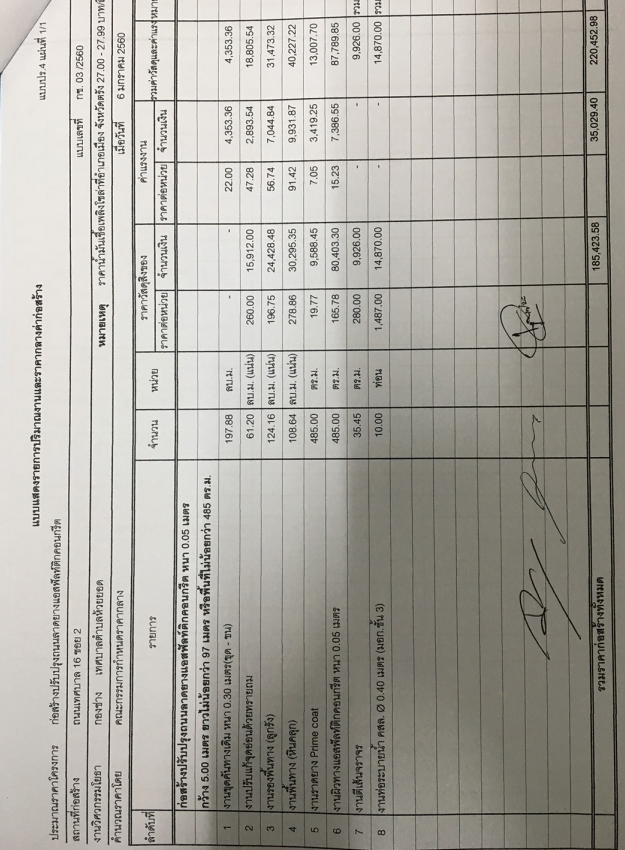 แบบแสดงรายการปริมาณงานและราคากลางค่าก่อสร้าง
แบบปร.4 แผ่นที่ 1/1
ประมาณราคาโครงการ ก่อสร้างปรับปรุงถนนลาดยางแอสฟัลท์ติกคอนกรีต
สถานที่ก่อสร้าง ถนนเทศบาล 16 ซอย 2 แบบเลขที่ กช. 03 /2560
งานวิศวกรรมโยธา กองช่าง เทศบาลตำบลห้วยยอด หมายเหตุ ราคาน้ำมันเชื้อเพลิงโซล่าที่อำเภอเมือง จังหวัดตรัง 27.00 - 27.99
คำนวณราคาโดย คณะกรรมการกำหนดราคากลาง เมื่อวันที่ 6 มกราคม 2560
ลำดับที่ รายการ จำนวน หน่วย ราคาวัสดุสิ่งของ ค่าแรงงาน รวมค่าวัสดุและค่าแรง
ราคาต่อหน่วย จำนวนเงิน ราคาต่อหน่วย จำนวนเงิน
ก่อสร้างปรับปรุงถนนลาดยางแอสฟัลท์ติกคอนกรีต หนา 0.05 เมตร
กว้าง 5.00 เมตร ยาวไม่น้อยกว่า 97 เมตร หรือพื้นที่ไม่น้อยกว่า 485 ตร.ม.
1 งานขุดคันทางเดิม หนา 0.30 เมตร(ขุด - ขน) 197.88 ลบ.ม. - - 22.00 4,353.36 4,353.36
2 งานปรับแก้จุดอ่อนด้วยทรายถม 61.20 ลบ.ม. (แน่น) 260.00 15,912.00 47.28 2,893.54 18,805.54
3 งานรองพื้นทาง (ลูกรัง) 124.16 ลบ.ม. (แน่น) 196.75 24,428.48 56.74 7,044.84 31,473.32
4 งานพื้นทาง (หินคลุก) 108.64 ลบ.ม. (แน่น) 278.86 30,295.35 91.42 9,931.87 40,227.22
5 งานราดยาง Prime coat 485.00 ตร.ม. 19.77 9,588.45 7.05 3,419.25 13,007.70
6 งานผิวทางแอสฟัลท์ติกคอนกรีต หนา 0.05 เมตร 485.00 ตร.ม. 165.78 80,403.30 15.23 7,386.55 87,789.85
7 งานตีเส้นจราจร 35.45 ตร.ม. 280.00 9,926.00 - - 9,926.00
8 งานท่อระบายน้ำ คสล. Ø 0.40 เมตร (มอก.ชั้น 3) 10.00 ท่อน 1,487.00 14,870.00 - - 14,870.00
รวมราคาก่อสร้างทั้งหมด 185,423.58 35,029.40 220,452.98